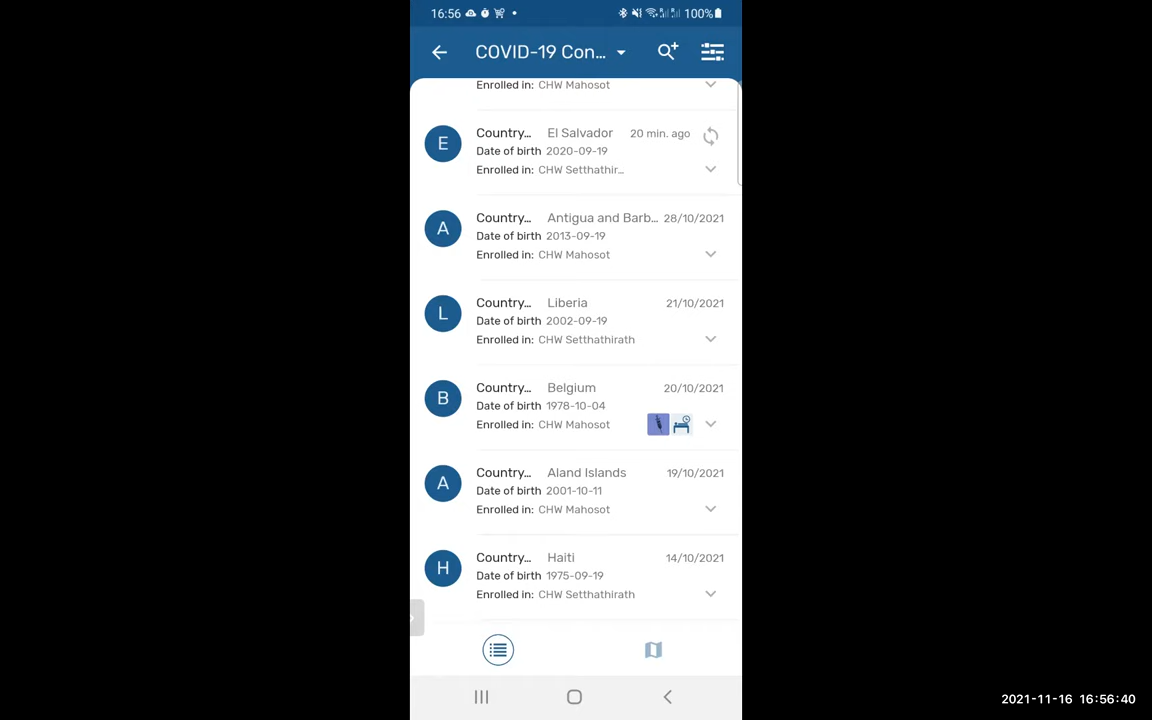 16:56
100%
COVID-19 Con...
Enrolled in: CHW Mahosot
E
Country... El Salvador 20 min. ago
Date of birth 2020-09-19
Enrolled in: CHW Setthathir...
A
Country... Antigua and Barb... 28/10/2021
Date of birth 2013-09-19
Enrolled in: CHW Mahosot
L
Country... Liberia 21/10/2021
Date of birth 2002-09-19
Enrolled in: CHW Setthathirath
B
Country... Belgium 20/10/2021
Date of birth 1978-10-04
Enrolled in: CHW Mahosot
A
Country... Aland Islands 19/10/2021
Date of birth 2001-10-11
Enrolled in: CHW Mahosot
H
Country... Haiti 14/10/2021
Date of birth 1975-09-19
Enrolled in: CHW Setthathirath
2021-11-16 16:56:40